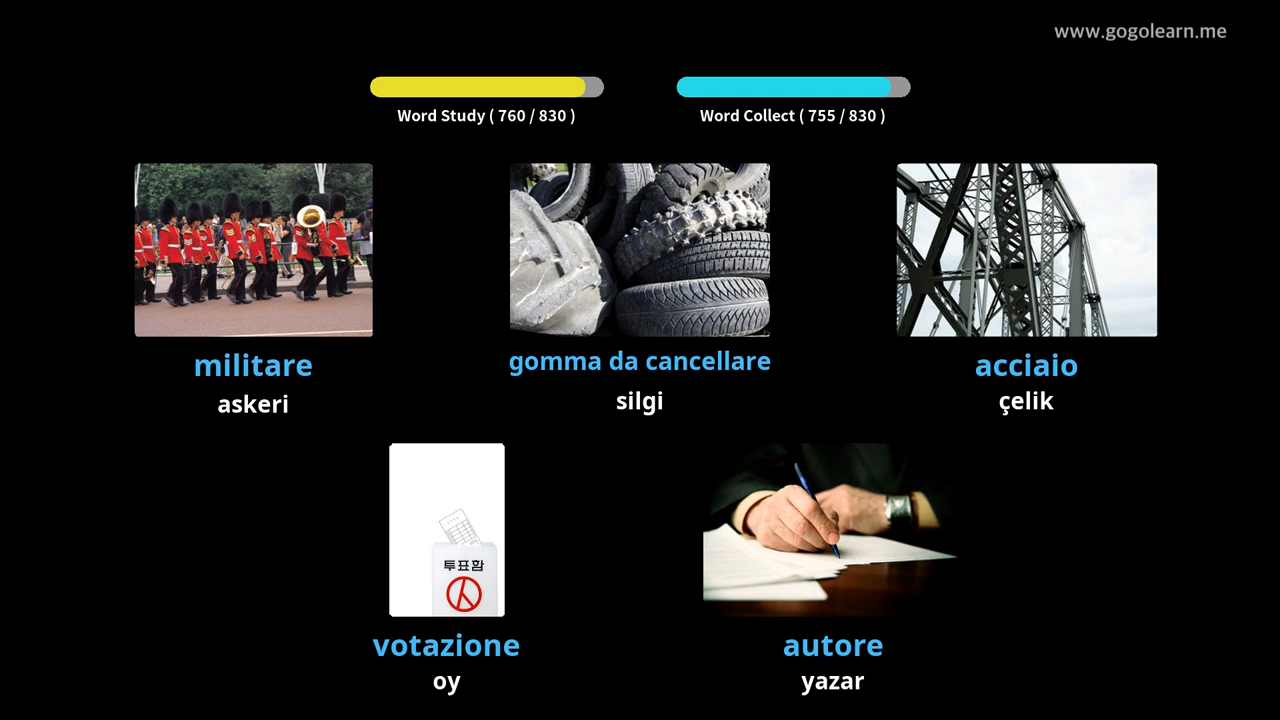 www.gogolearn.me
Word Study ( 760 / 830 )
Word Collect ( 755 / 830 )
militare
askeri
gomma da cancellare
silgi
acciaio
çelik
투표함
votazione
oy
autore
yazar